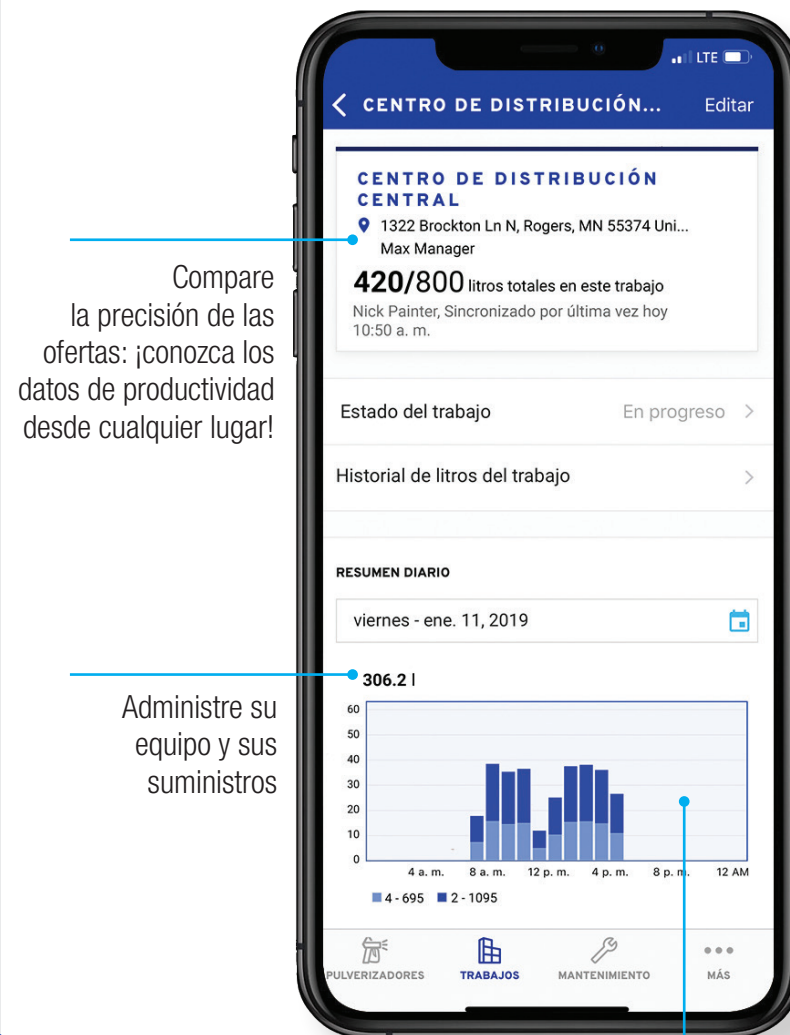 LTE
CENTRO DE DISTRIBUCIÓN... Editar
CENTRO DE DISTRIBUCIÓN
CENTRAL
1322 Brockton Ln N, Rogers, MN 55374 Uni...
Max Manager
420/800 litros totales en este trabajo
Nick Painter, Sincronizado por última vez hoy
10:50 a. m.
Compare
la precisión de las
ofertas: ¡conozca los
datos de productividad
desde cualquier lugar!
Estado del trabajo En progreso
Historial de litros del trabajo
RESUMEN DIARIO
viernes - ene. 11, 2019
306.2 l
Administre su
equipo y sus
suministros
60
50
40
30
20
10
0
4 a. m. 8 a. m. 12 p. m. 4 p. m. 8 p. m. 12 AM
4 - 695 2 - 1095
PULVERIZADORES TRABAJOS MANTENIMIENTO MÁS